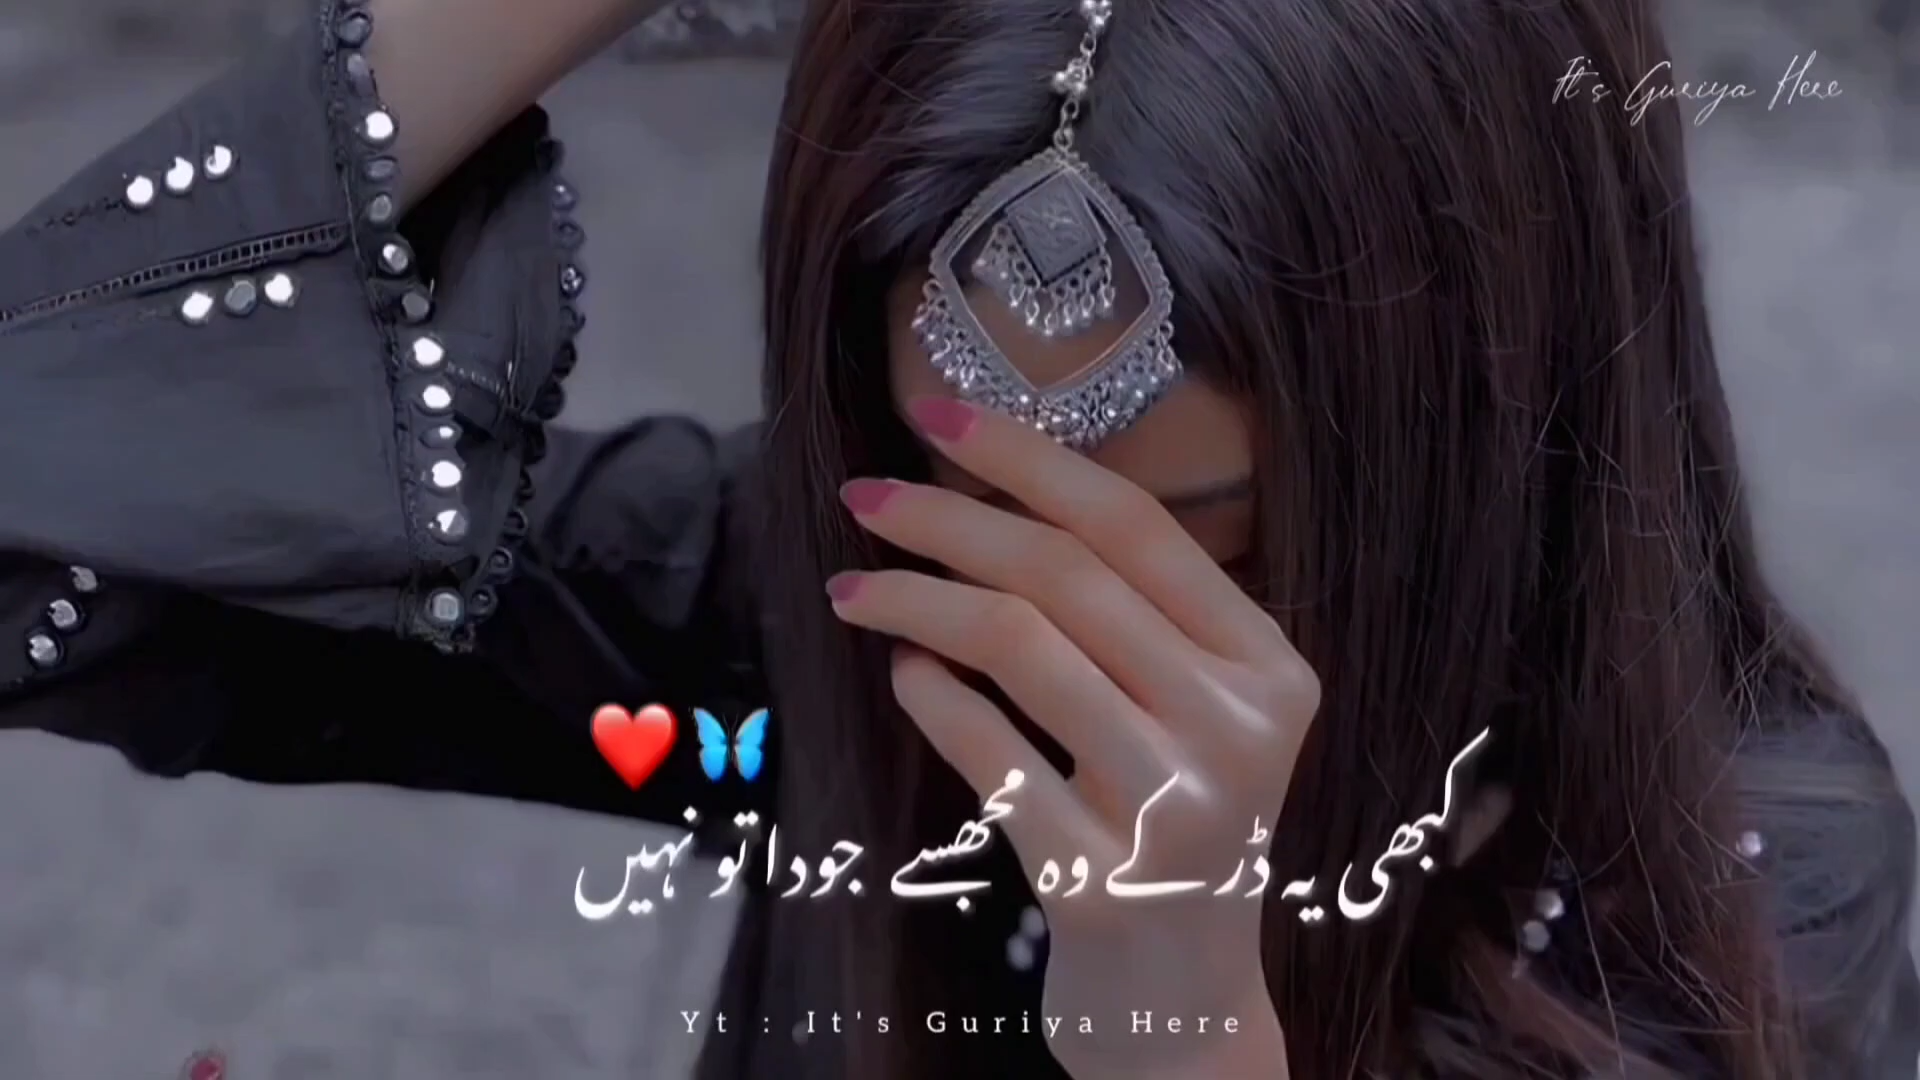 It's Guriya Here
❤️🦋
کبھی یہ ڈر کے وہ مجھسے جودا تو نہیں
Yt : It's Guriya Here